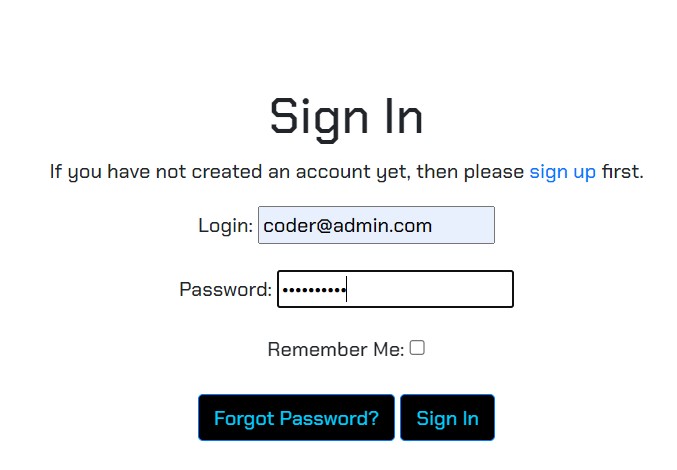 Sign In
If you have not created an account yet, then please sign up first.
Login: coder@admin.com
Password: ••••••••••
Remember Me:
Forgot Password? Sign In